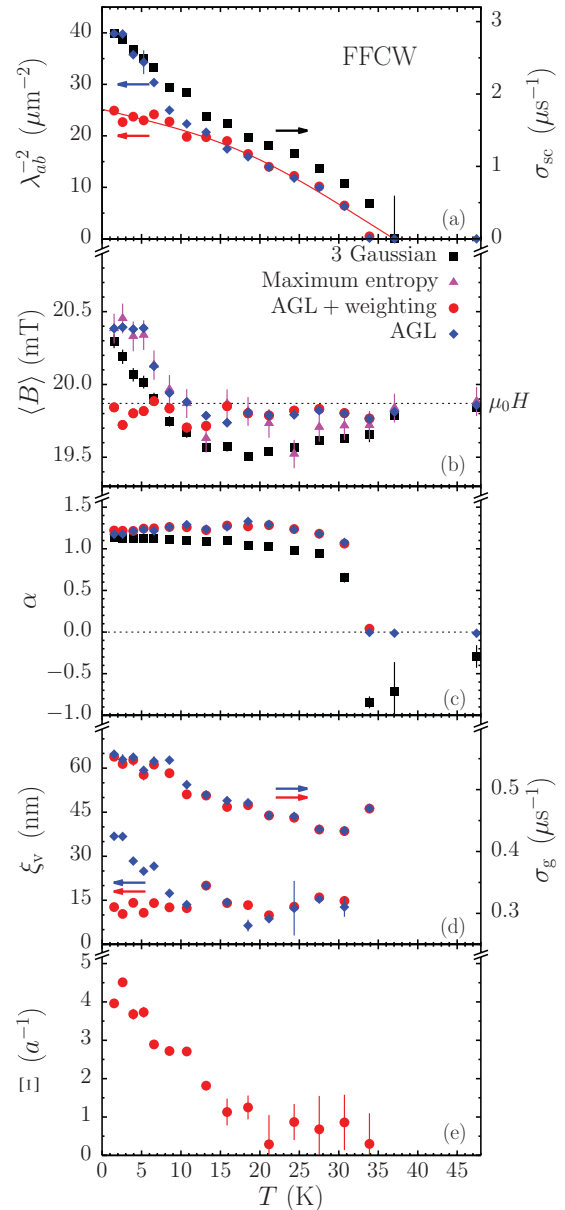 FFCW
λ_ab^−2 (μm^−2)
σ_sc (μs^−1)
40
30
20
10
0
3
2
1
0
(a)
3 Gaussian
Maximum entropy
AGL + weighting
AGL
⟨B⟩ (mT)
20.5
20.0
19.5
μ_0H
(b)
α
1.5
1.0
0.5
0.0
−0.5
−1.0
(c)
ξ_v (nm)
σ_g (μs^−1)
60
45
30
15
0
0.5
0.4
0.3
(d)
Ξ (a^−1)
5
4
3
2
1
0
(e)
0 5 10 15 20 25 30 35 40 45
T (K)